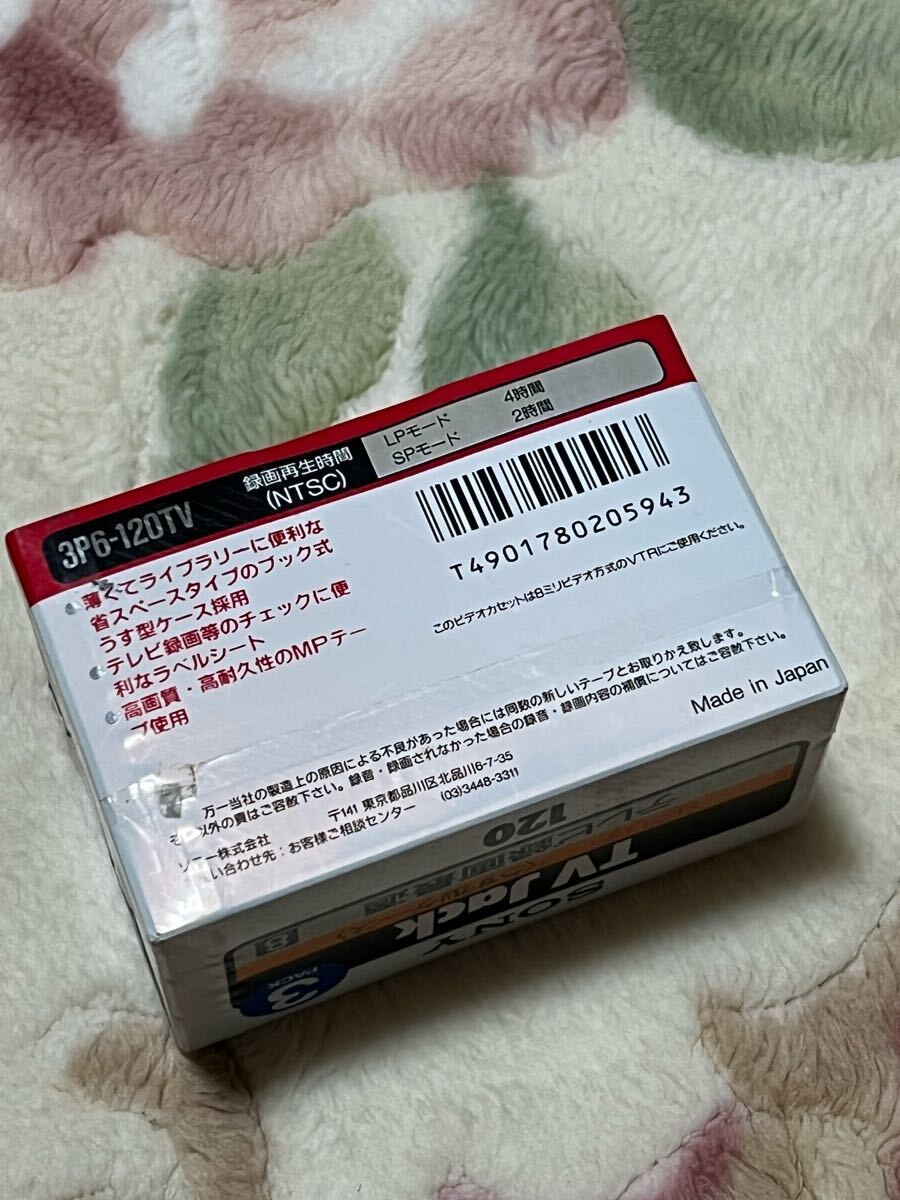 3P6-120TV
録画再生時間
(NTSC)
LPモード 4時間
SPモード 2時間
薄くてライブラリーに便利な
省スペースタイプのブック式
うす型ケース採用
テレビ録画等のチェックに便
利なラベルシート
高画質・高耐久性のMPテー
プ使用
T4901780205943
このビデオカセットは8ミリビデオ方式のVTRにご使用ください。
万一当社の製造上の原因による不良があった場合には同数の新しいテープとお取りかえ致します。
それ以外の責はご容赦下さい。録音・録画されなかった場合の録音・録画内容の補償についてはご容赦下さい。
ソニー株式会社 〒141 東京都品川区北品川6-7-35
い合わせ先:お客様ご相談センター (03)3448-3311
Made in Japan
SONY
TV Jack
テレビ録画最適
120
8
3
PACK